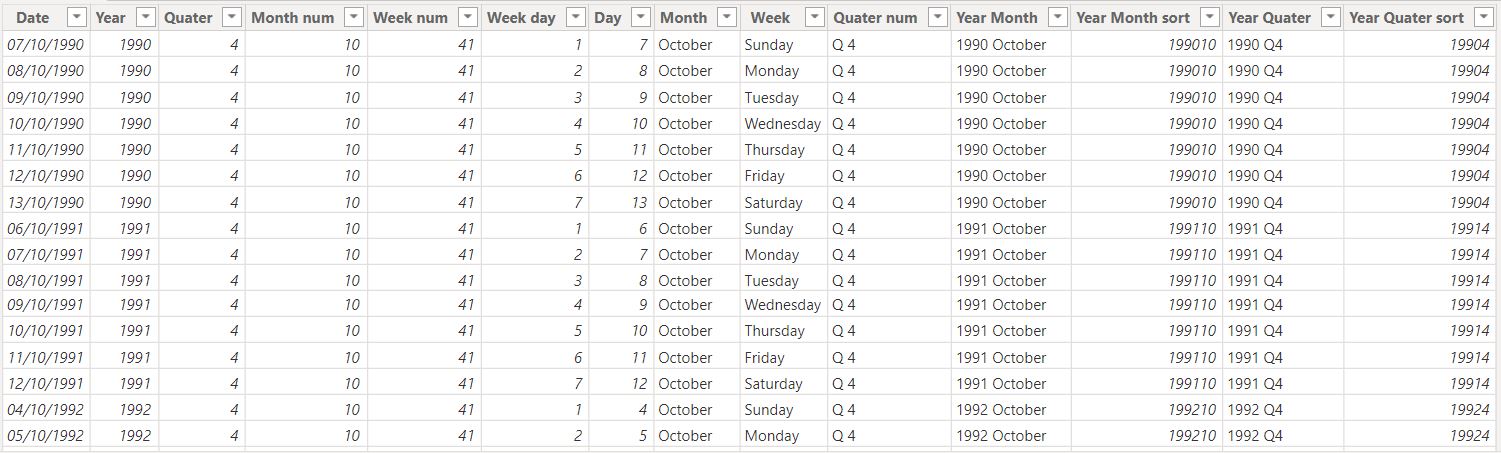 Date Year Quater Month num Week num Week day Day Month Week Quater num Year Month Year Month sort Year Quater Year Quater sort
07/10/1990 1990 4 10 41 1 7 October Sunday Q 4 1990 October 199010 1990 Q4 19904
08/10/1990 1990 4 10 41 2 8 October Monday Q 4 1990 October 199010 1990 Q4 19904
09/10/1990 1990 4 10 41 3 9 October Tuesday Q 4 1990 October 199010 1990 Q4 19904
10/10/1990 1990 4 10 41 4 10 October Wednesday Q 4 1990 October 199010 1990 Q4 19904
11/10/1990 1990 4 10 41 5 11 October Thursday Q 4 1990 October 199010 1990 Q4 19904
12/10/1990 1990 4 10 41 6 12 October Friday Q 4 1990 October 199010 1990 Q4 19904
13/10/1990 1990 4 10 41 7 13 October Saturday Q 4 1990 October 199010 1990 Q4 19904
06/10/1991 1991 4 10 41 1 6 October Sunday Q 4 1991 October 199110 1991 Q4 19914
07/10/1991 1991 4 10 41 2 7 October Monday Q 4 1991 October 199110 1991 Q4 19914
08/10/1991 1991 4 10 41 3 8 October Tuesday Q 4 1991 October 199110 1991 Q4 19914
09/10/1991 1991 4 10 41 4 9 October Wednesday Q 4 1991 October 199110 1991 Q4 19914
10/10/1991 1991 4 10 41 5 10 October Thursday Q 4 1991 October 199110 1991 Q4 19914
11/10/1991 1991 4 10 41 6 11 October Friday Q 4 1991 October 199110 1991 Q4 19914
12/10/1991 1991 4 10 41 7 12 October Saturday Q 4 1991 October 199110 1991 Q4 19914
04/10/1992 1992 4 10 41 1 4 October Sunday Q 4 1992 October 199210 1992 Q4 19924
05/10/1992 1992 4 10 41 2 5 October Monday Q 4 1992 October 199210 1992 Q4 19924